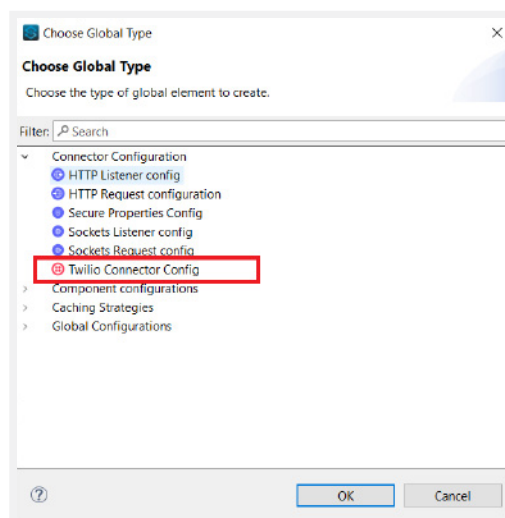 Choose Global Type
Choose Global Type
Choose the type of global element to create.
Filter: Search
Connector Configuration
HTTP Listener config
HTTP Request configuration
Secure Properties Config
Sockets Listener config
Sockets Request config
Twilio Connector Config
Component configurations
Caching Strategies
Global Configurations
OK Cancel